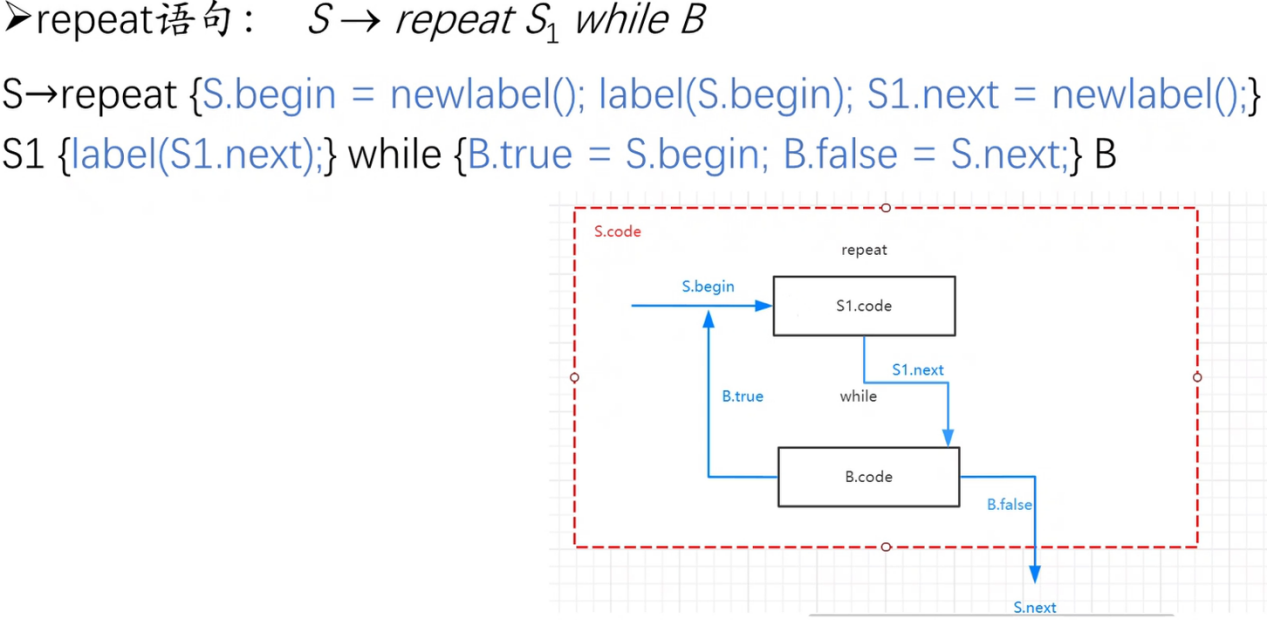 ➢repeat语句： S → repeat S₁ while B
S→repeat {S.begin = newlabel(); label(S.begin); S1.next = newlabel();}
S1 {label(S1.next);} while {B.true = S.begin; B.false = S.next;} B
S.code
repeat
S.begin
S1.code
S1.next
B.true
while
B.code
B.false
S.next